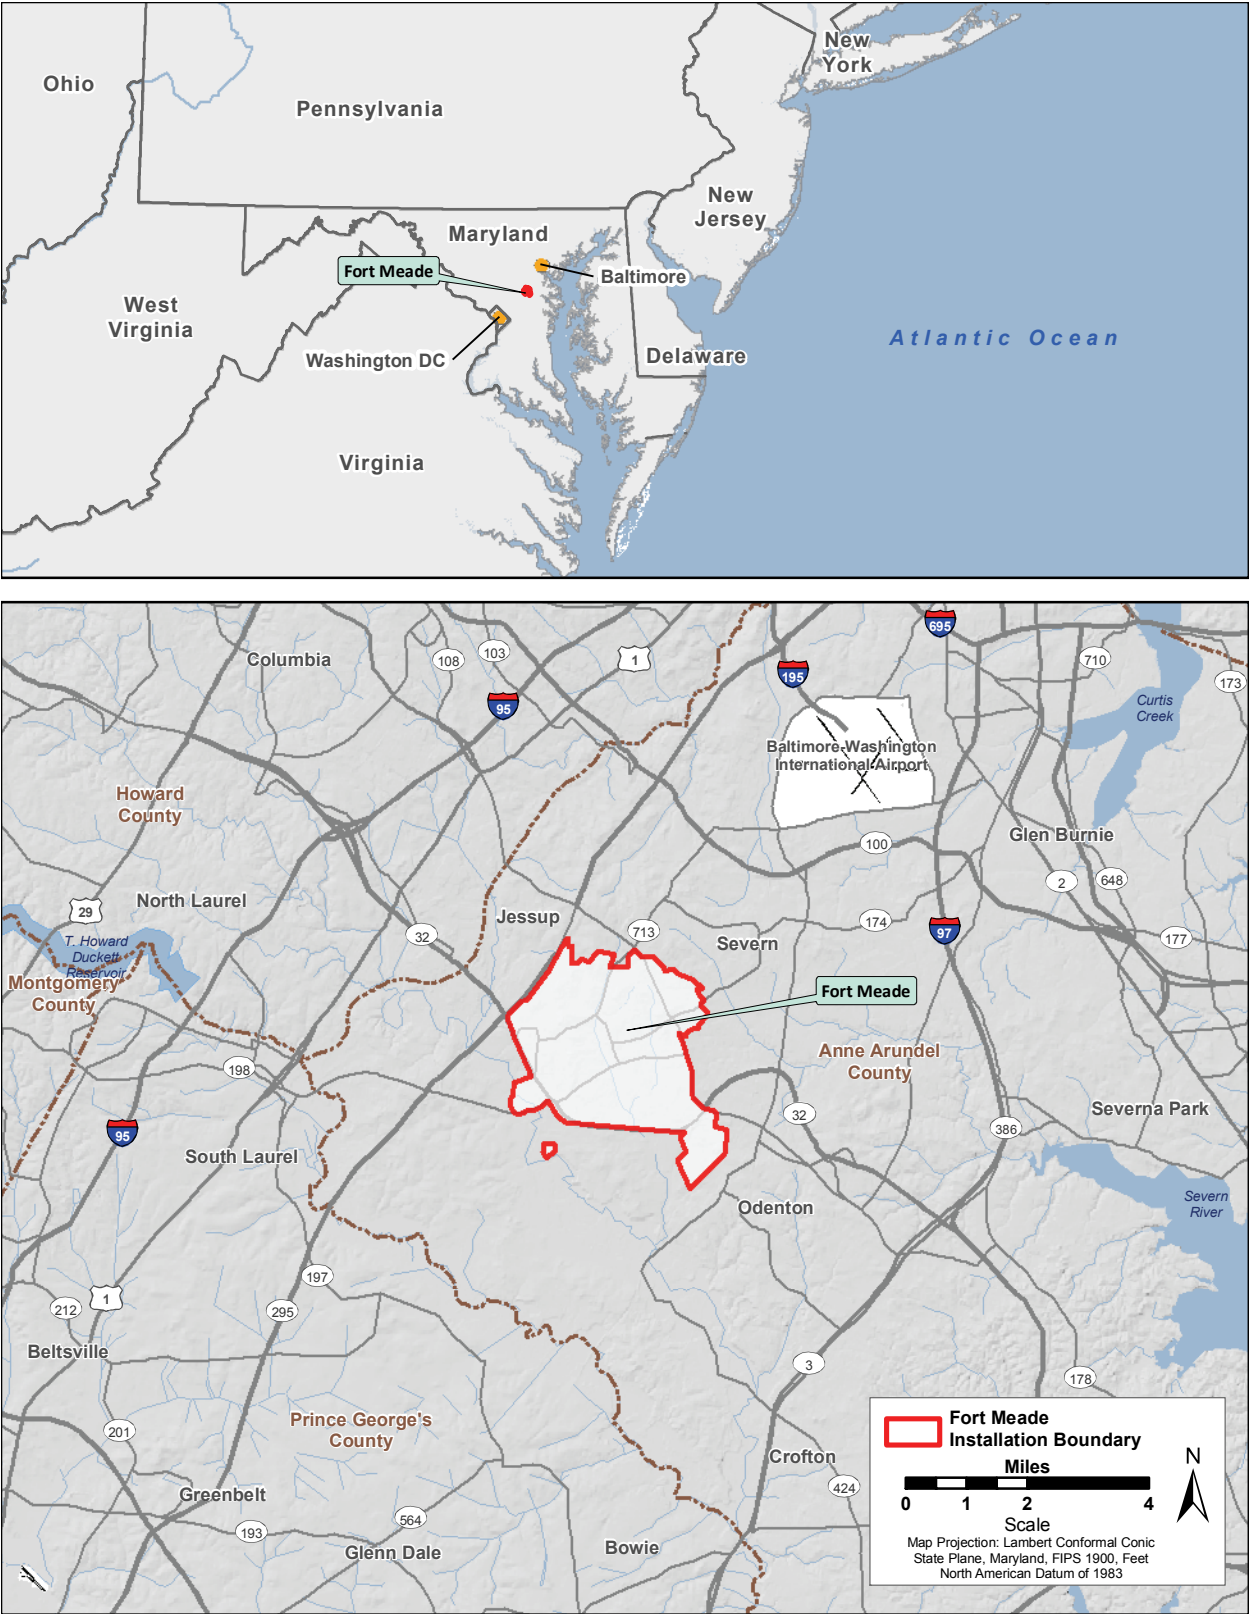 Ohio
New
York
Pennsylvania
New
Jersey
Maryland
Fort Meade
Baltimore
West
Virginia
Atlantic Ocean
Washington DC
Delaware
Virginia
695
Columbia
108
103
1
195
710
173
95
Curtis
Creek
Baltimore-Washington
International Airport
Howard
County
100
Glen Burnie
2
648
North Laurel
29
Jessup
713
174
Severn
97
177
32
T. Howard
Duckett
Reservoir
Montgomery
County
Fort Meade
Anne Arundel
County
198
32
Severna Park
386
95
South Laurel
Odenton
Severn
River
197
212
1
295
Beltsville
3
178
201
Prince George's
County
Crofton
424
Greenbelt
193
564
Glenn Dale
Bowie
Fort Meade
Installation Boundary
Miles
N
0 1 2 4
Scale
Map Projection: Lambert Conformal Conic
State Plane, Maryland, FIPS 1900, Feet
North American Datum of 1983